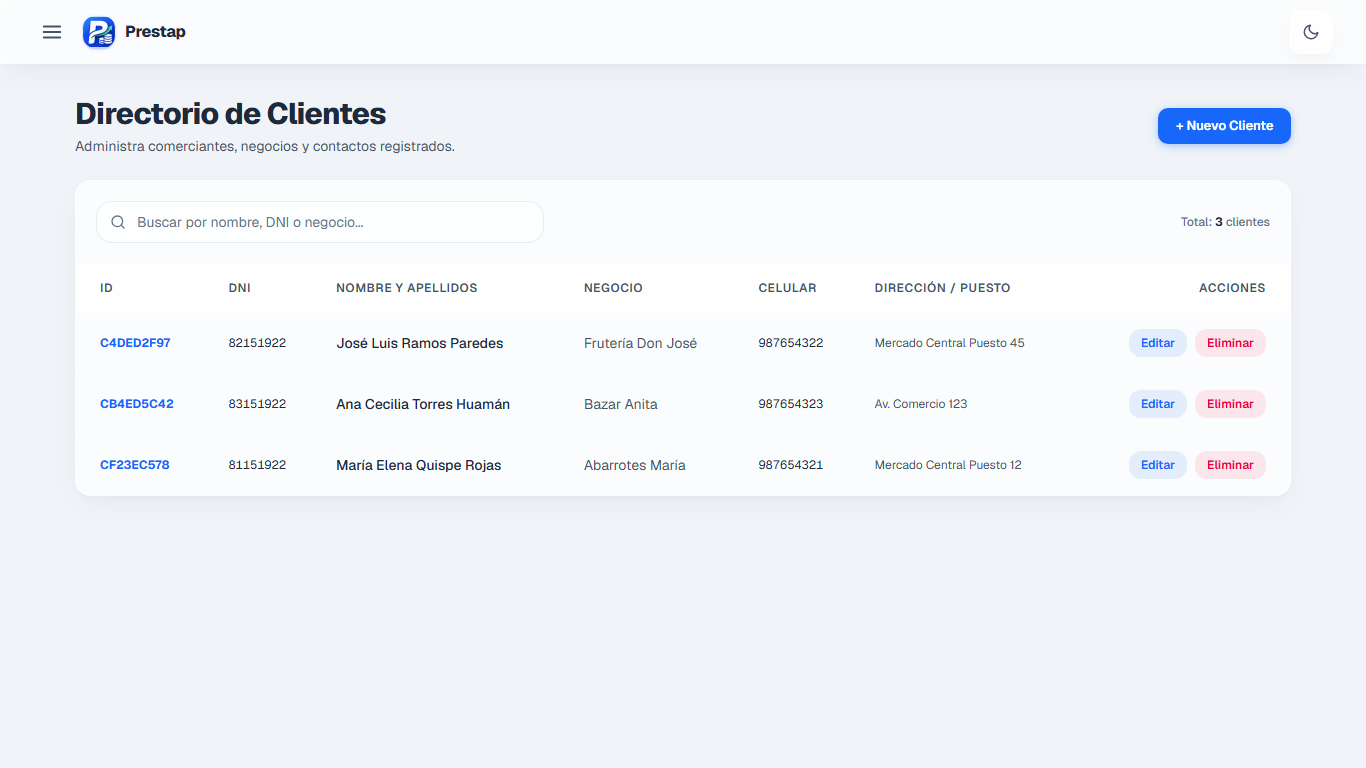 Prestap
Directorio de Clientes
Administra comerciantes, negocios y contactos registrados.
+ Nuevo Cliente
Buscar por nombre, DNI o negocio...
Total: 3 clientes
ID DNI NOMBRE Y APELLIDOS NEGOCIO CELULAR DIRECCIÓN / PUESTO ACCIONES
C4DED2F97 82151922 José Luis Ramos Paredes Frutería Don José 987654322 Mercado Central Puesto 45 Editar Eliminar
CB4ED5C42 83151922 Ana Cecilia Torres Huamán Bazar Anita 987654323 Av. Comercio 123 Editar Eliminar
CF23EC578 81151922 María Elena Quispe Rojas Abarrotes María 987654321 Mercado Central Puesto 12 Editar Eliminar